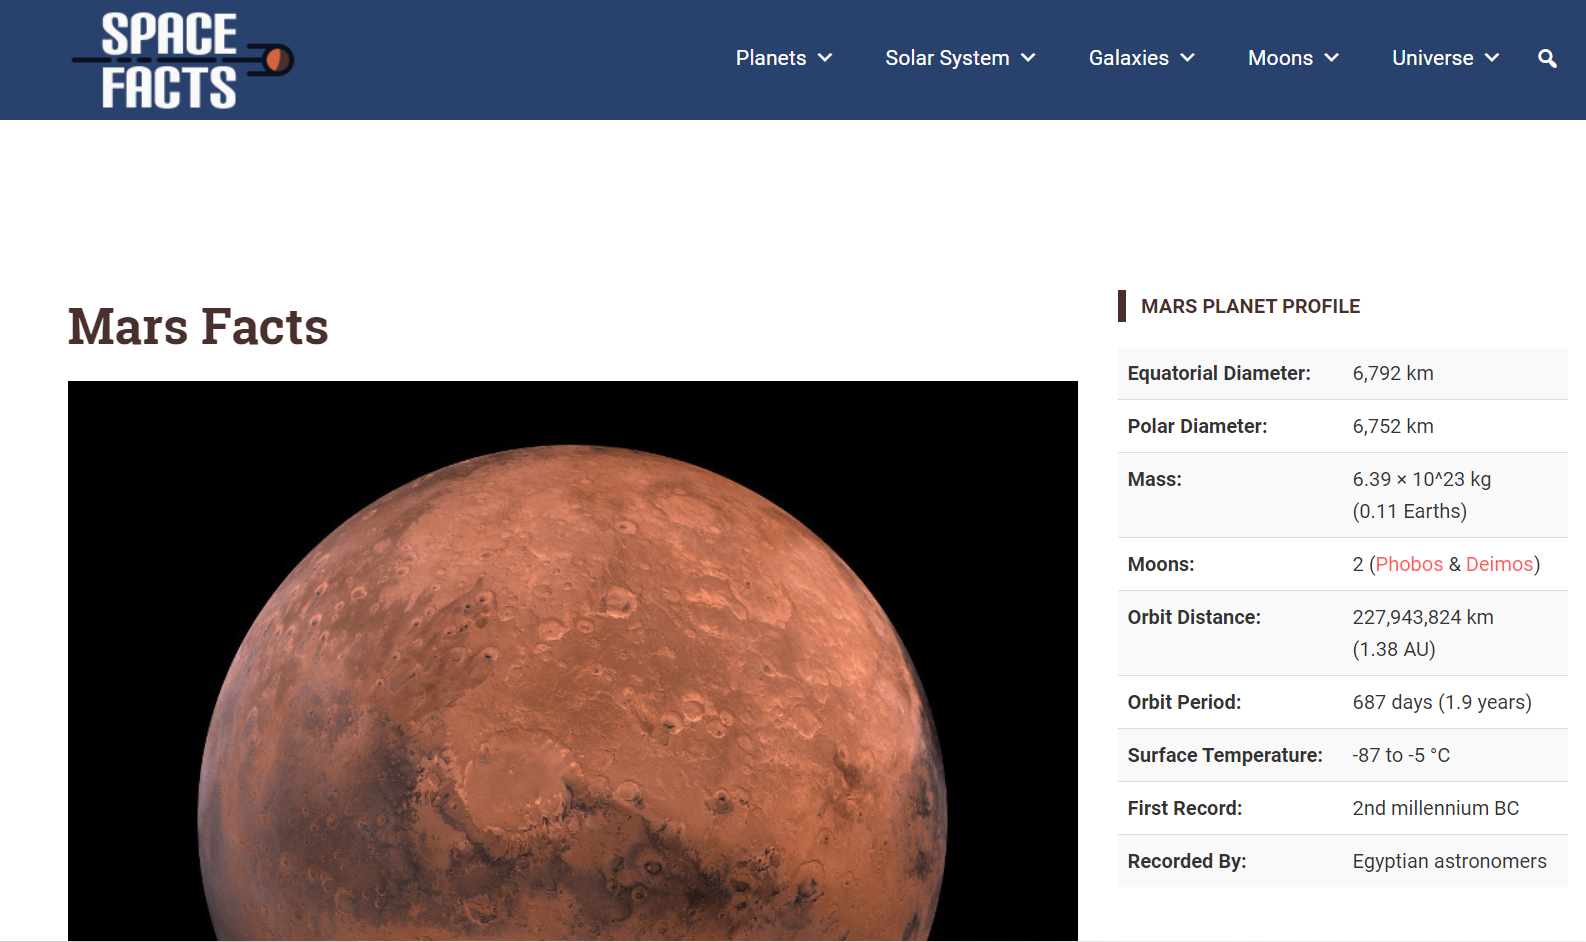 SPACE
FACTS
Planets
Solar System
Galaxies
Moons
Universe
Mars Facts
MARS PLANET PROFILE
Equatorial Diameter: 6,792 km
Polar Diameter: 6,752 km
Mass: 6.39 × 10^23 kg
(0.11 Earths)
Moons: 2 (Phobos & Deimos)
Orbit Distance: 227,943,824 km
(1.38 AU)
Orbit Period: 687 days (1.9 years)
Surface Temperature: -87 to -5 °C
First Record: 2nd millennium BC
Recorded By: Egyptian astronomers